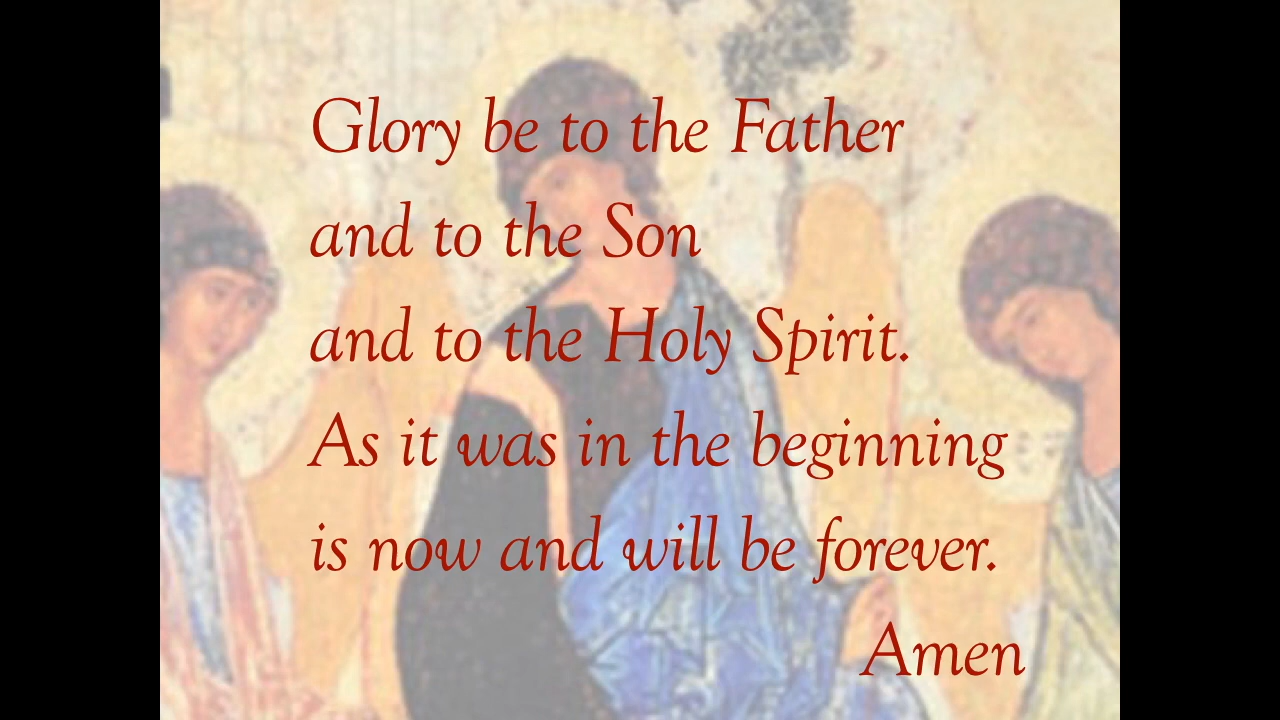 Glory be to the Father
and to the Son
and to the Holy Spirit.
As it was in the beginning
is now and will be forever.
Amen